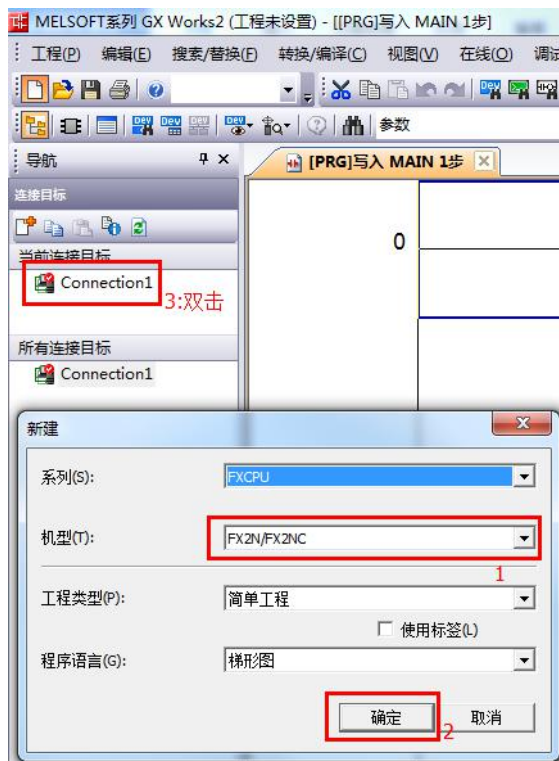 MELSOFT系列 GX Works2 (工程未设置) - [[PRG]写入 MAIN 1步]
工程(P) 编辑(E) 搜索/替换(F) 转换/编译(C) 视图(V) 在线(O) 调试
参数
导航
[PRG]写入 MAIN 1步
连接目标
当前连接目标
Connection1
3:双击
0
所有连接目标
Connection1
新建
系列(S): FXCPU
机型(T): FX2N/FX2NC
1
工程类型(P): 简单工程
使用标签(L)
程序语言(G): 梯形图
确定 2 取消